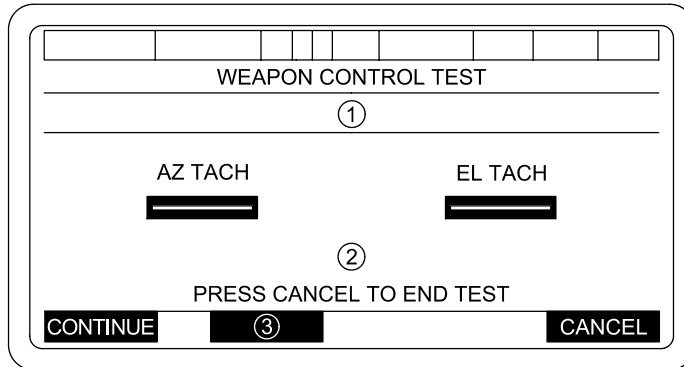 WEAPON CONTROL TEST
①
AZ TACH EL TACH
②
PRESS CANCEL TO END TEST
CONTINUE ③ CANCEL